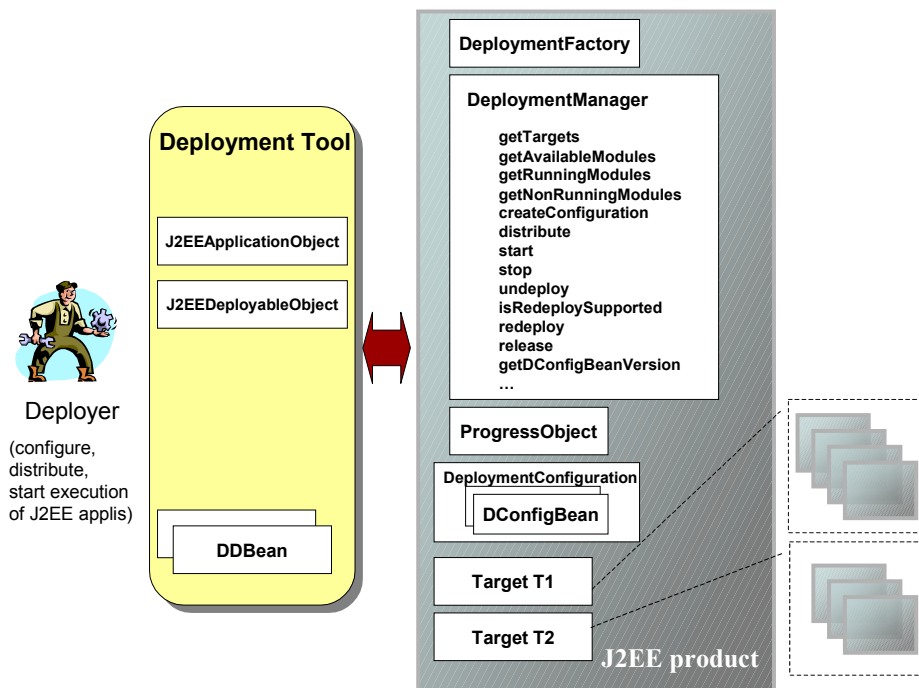 DeploymentFactory
DeploymentManager
getTargets
getAvailableModules
getRunningModules
getNonRunningModules
createConfiguration
distribute
start
stop
undeploy
isRedeploySupported
redeploy
release
getDConfigBeanVersion
…
ProgressObject
DeploymentConfiguration
DConfigBean
Target T1
Target T2
J2EE product
Deployment Tool
J2EEApplicationObject
J2EEDeployableObject
DDBean
Deployer
(configure,
distribute,
start execution
of J2EE applis)